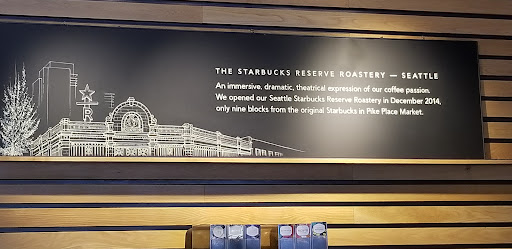 THE STARBUCKS RESERVE ROASTERY — SEATTLE
An immersive, dramatic, theatrical expression of our coffee passion.
We opened our Seattle Starbucks Reserve Roastery in December 2014,
only nine blocks from the original Starbucks in Pike Place Market.
R